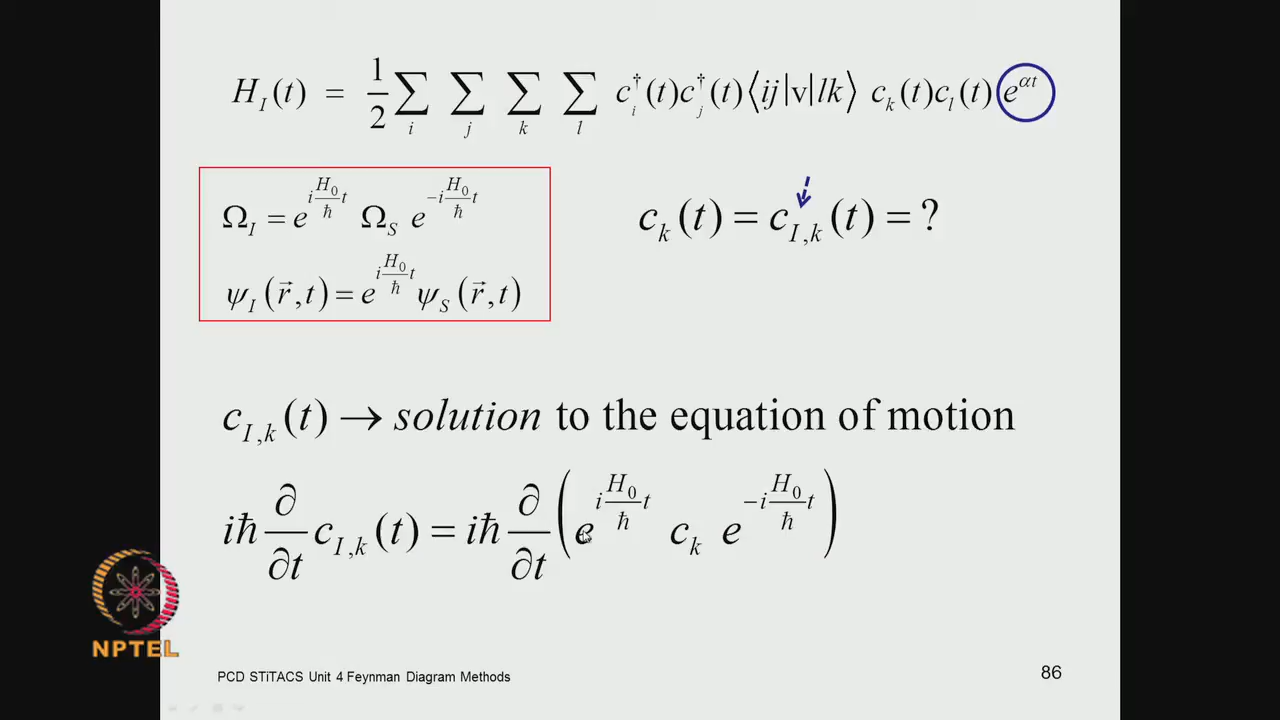 H_I(t) = 1/2 ∑_i ∑_j ∑_k ∑_l c_i^†(t)c_j^†(t)⟨ij|v|lk⟩ c_k(t)c_l(t) e^{αt}
Ω_I = e^{i(H_0/ħ)t} Ω_S e^{-i(H_0/ħ)t}
c_k(t) = c_{I,k}(t) = ?
ψ_I(r⃗,t) = e^{i(H_0/ħ)t} ψ_S(r⃗,t)
c_{I,k}(t) → solution to the equation of motion
iħ ∂/∂t c_{I,k}(t) = iħ ∂/∂t (e^{i(H_0/ħ)t} c_k e^{-i(H_0/ħ)t})
NPTEL
PCD STiTACS Unit 4 Feynman Diagram Methods
86